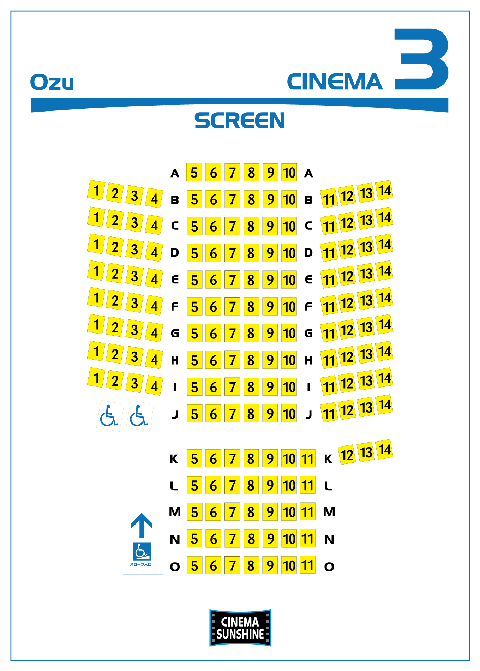 Ozu CINEMA 3
SCREEN
A 5 6 7 8 9 10 A
1 2 3 4 B 5 6 7 8 9 10 B 11 12 13 14
1 2 3 4 C 5 6 7 8 9 10 C 11 12 13 14
1 2 3 4 D 5 6 7 8 9 10 D 11 12 13 14
1 2 3 4 E 5 6 7 8 9 10 E 11 12 13 14
1 2 3 4 F 5 6 7 8 9 10 F 11 12 13 14
1 2 3 4 G 5 6 7 8 9 10 G 11 12 13 14
1 2 3 4 H 5 6 7 8 9 10 H 11 12 13 14
1 2 3 4 I 5 6 7 8 9 10 I 11 12 13 14
J 5 6 7 8 9 10 J 11 12 13 14
K 5 6 7 8 9 10 11 K 12 13 14
L 5 6 7 8 9 10 11 L
M 5 6 7 8 9 10 11 M
N 5 6 7 8 9 10 11 N
O 5 6 7 8 9 10 11 O
CINEMA
SUNSHINE